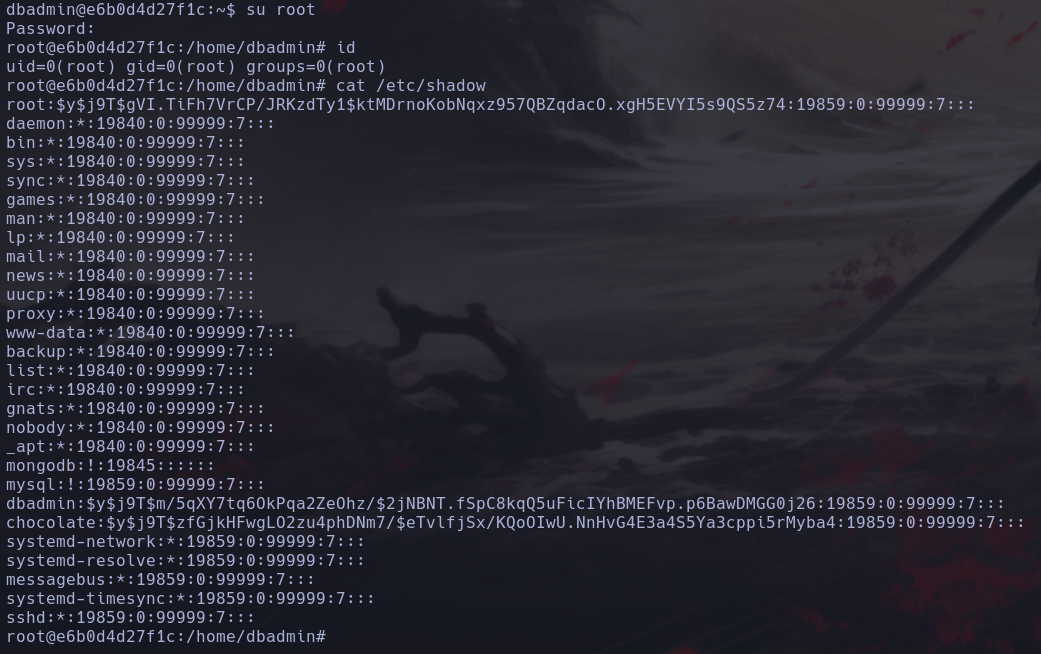 dbadmin@e6b0d4d27f1c:~$ su root
Password:
root@e6b0d4d27f1c:/home/dbadmin# id
uid=0(root) gid=0(root) groups=0(root)
root@e6b0d4d27f1c:/home/dbadmin# cat /etc/shadow
root:$y$j9T$gVI.TiFh7VrCP/JRKzdTy1$ktMDrnoKobNqxz957QBZqdacO.xgH5EVYI5s9QS5z74:19859:0:99999:7:::
daemon:*:19840:0:99999:7:::
bin:*:19840:0:99999:7:::
sys:*:19840:0:99999:7:::
sync:*:19840:0:99999:7:::
games:*:19840:0:99999:7:::
man:*:19840:0:99999:7:::
lp:*:19840:0:99999:7:::
mail:*:19840:0:99999:7:::
news:*:19840:0:99999:7:::
uucp:*:19840:0:99999:7:::
proxy:*:19840:0:99999:7:::
www-data:*:19840:0:99999:7:::
backup:*:19840:0:99999:7:::
list:*:19840:0:99999:7:::
irc:*:19840:0:99999:7:::
gnats:*:19840:0:99999:7:::
nobody:*:19840:0:99999:7:::
_apt:*:19840:0:99999:7:::
mongodb:!:19845::::::
mysql:!:19859:0:99999:7:::
dbadmin:$y$j9T$m/5qXY7tq6OkPqa2ZeOhz/$2jNBNT.fSpC8kqQ5uFicIYhBMEFvp.p6BawDMGG0j26:19859:0:99999:7:::
chocolate:$y$j9T$zfGjkHFwgLO2zu4phDNm7/$eTvlfjSx/KQoOIwU.NnHvG4E3a4S5Ya3cppi5rMyba4:19859:0:99999:7:::
systemd-network:*:19859:0:99999:7:::
systemd-resolve:*:19859:0:99999:7:::
messagebus:*:19859:0:99999:7:::
systemd-timesync:*:19859:0:99999:7:::
sshd:*:19859:0:99999:7:::
root@e6b0d4d27f1c:/home/dbadmin#